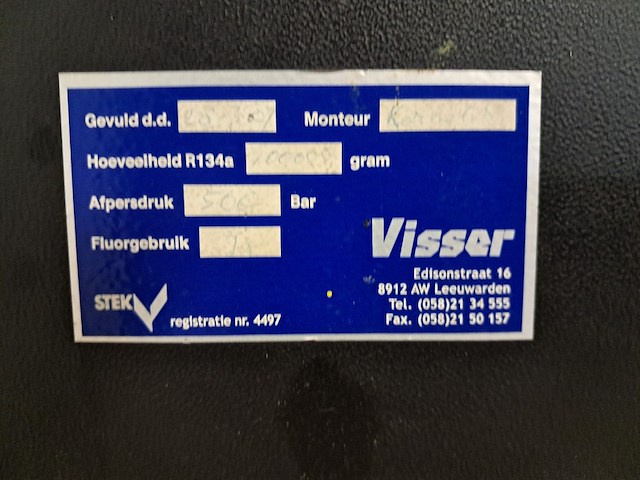 Gevuld d.d. Monteur
Hoeveelheid R134a gram
Afpersdruk Bar
Fluorgebruik
Visser
Edisonstraat 16
8912 AW Leeuwarden
Tel. (058)21 34 555
Fax. (058)21 50 157
STEK
registratie nr. 4497